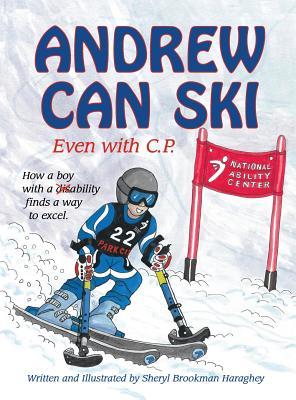 ANDREW
CAN SKI
Even with C.P.
How a boy
with a disability
finds a way
to excel.
NATIONAL
ABILITY
CENTER
22
PARK C
Written and Illustrated by Sheryl Brookman Haraghey